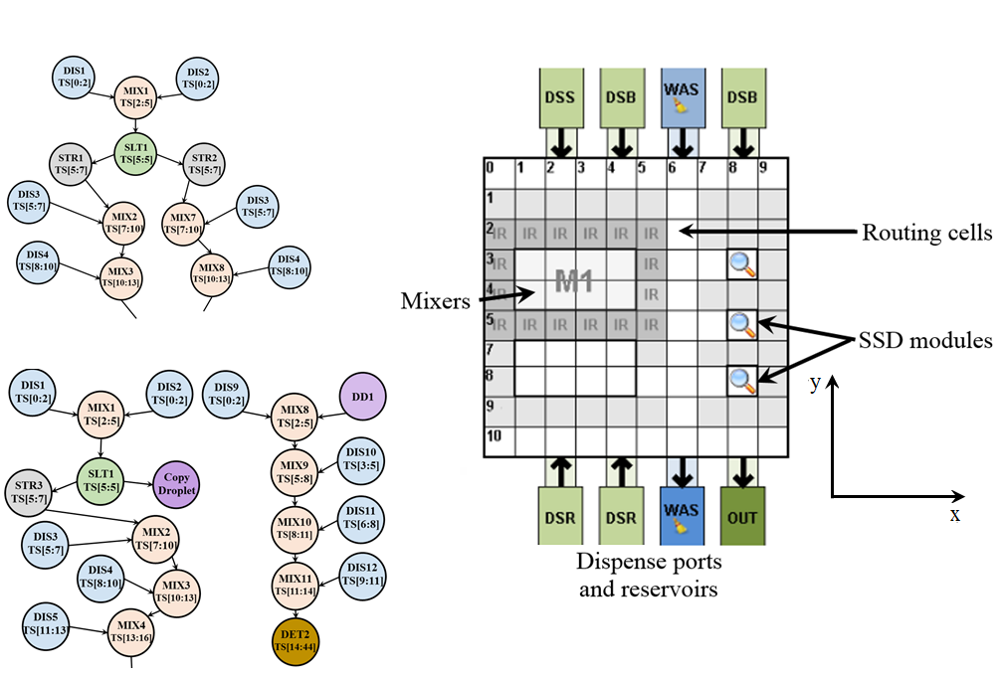 DIS1
TS[0:2]
DIS2
TS[0:2]
MIX1
TS[2:5]
SLT1
TS[5:5]
STR1
TS[5:7]
STR2
TS[5:7]
DIS3
TS[5:7]
DIS3
TS[5:7]
MIX2
TS[7:10]
MIX7
TS[7:10]
DIS4
TS[8:10]
MIX3
TS[10:13]
MIX8
TS[10:13]
DIS4
TS[8:10]
DIS1
TS[0:2]
DIS2
TS[0:2]
MIX1
TS[2:5]
SLT1
TS[5:5]
Copy
Droplet
STR3
TS[5:7]
DIS3
TS[5:7]
MIX2
TS[7:10]
DIS4
TS[8:10]
MIX3
TS[10:13]
DIS5
TS[11:13]
MIX4
TS[13:16]
DIS9
TS[0:2]
DD1
MIX8
TS[2:5]
MIX9
TS[5:8]
DIS10
TS[3:5]
MIX10
TS[8:11]
DIS11
TS[6:8]
MIX11
TS[11:14]
DIS12
TS[9:11]
DET2
TS[14:44]
DSS DSB WAS DSB
0 1 2 3 4 5 6 7 8 9
1
2 IR IR IR IR IR IR
3 IR IR
M1
4 IR IR
5 IR IR IR IR IR IR
7
8
9
10
DSR DSR WAS OUT
Routing cells
Mixers
SSD modules
y
x
Dispense ports
and reservoirs